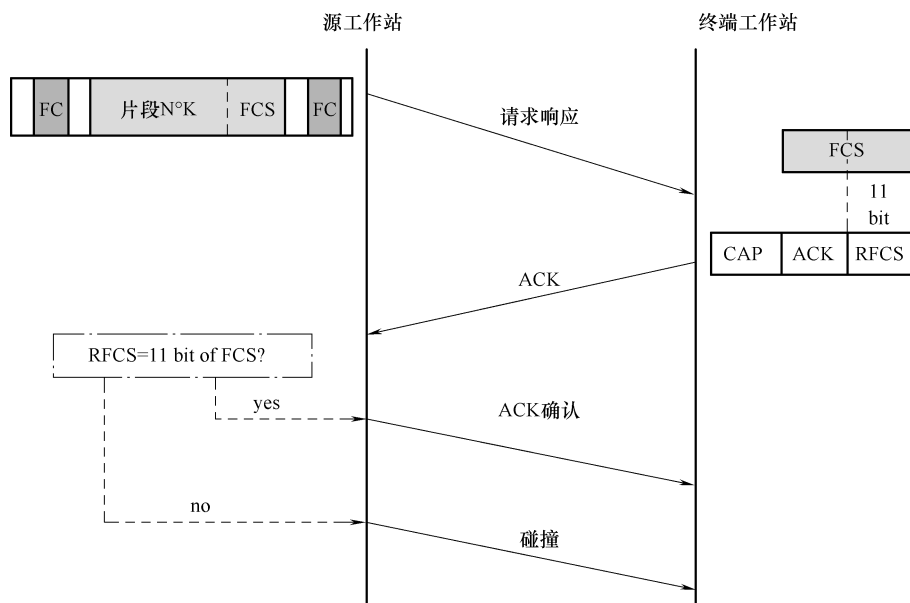 源工作站
终端工作站
FC
片段N°K
FCS
FC
请求响应
FCS
11
bit
CAP
ACK
RFCS
ACK
RFCS=11 bit of FCS?
yes
ACK确认
no
碰撞